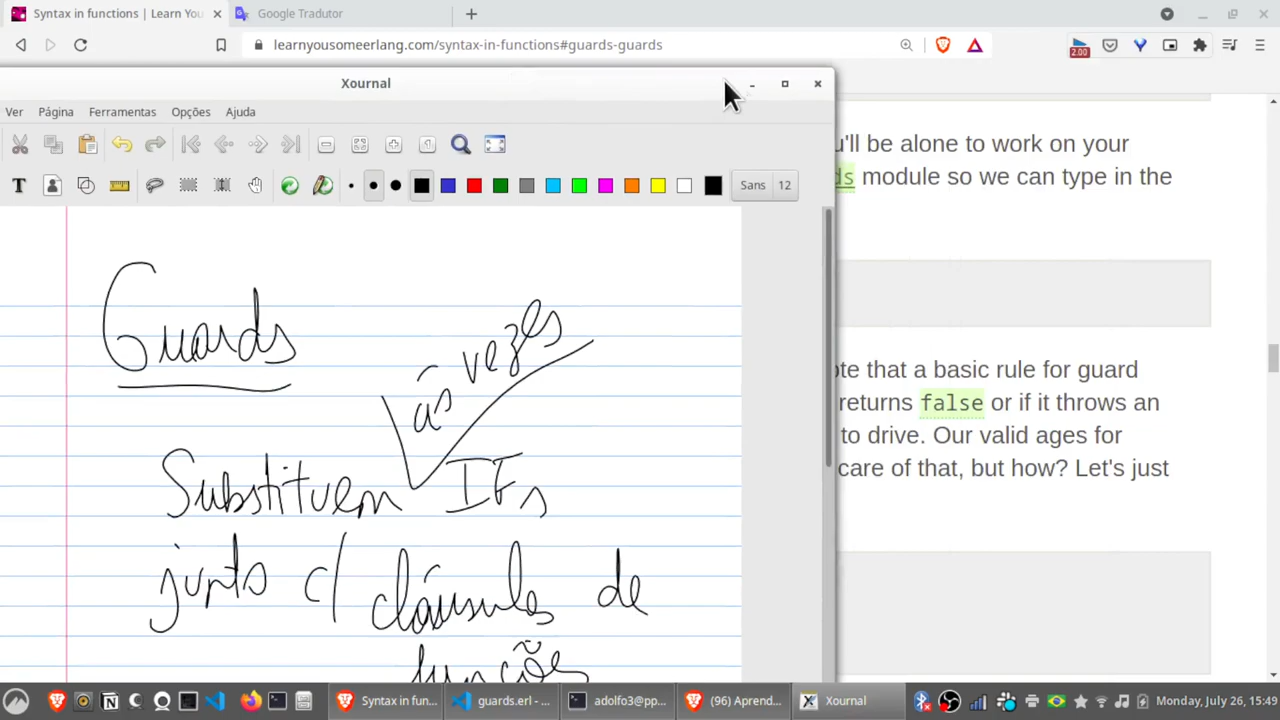 Syntax in functions | Learn You
Google Tradutor
learnyousomeerlang.com/syntax-in-functions#guards-guards
2.00
Xournal
Ver Página Ferramentas Opções Ajuda
T
Sans 12
Guards
às vezes
Substituem IFs
junto c/ cláusulas de
funções
u'll be alone to work on your
ds module so we can type in the
ote that a basic rule for guard
returns false or if it throws an
to drive. Our valid ages for
care of that, but how? Let's just
Syntax in fun... guards.erl - ... adolfo3@pp... (96) Aprend... Xournal Monday, July 26, 15:49